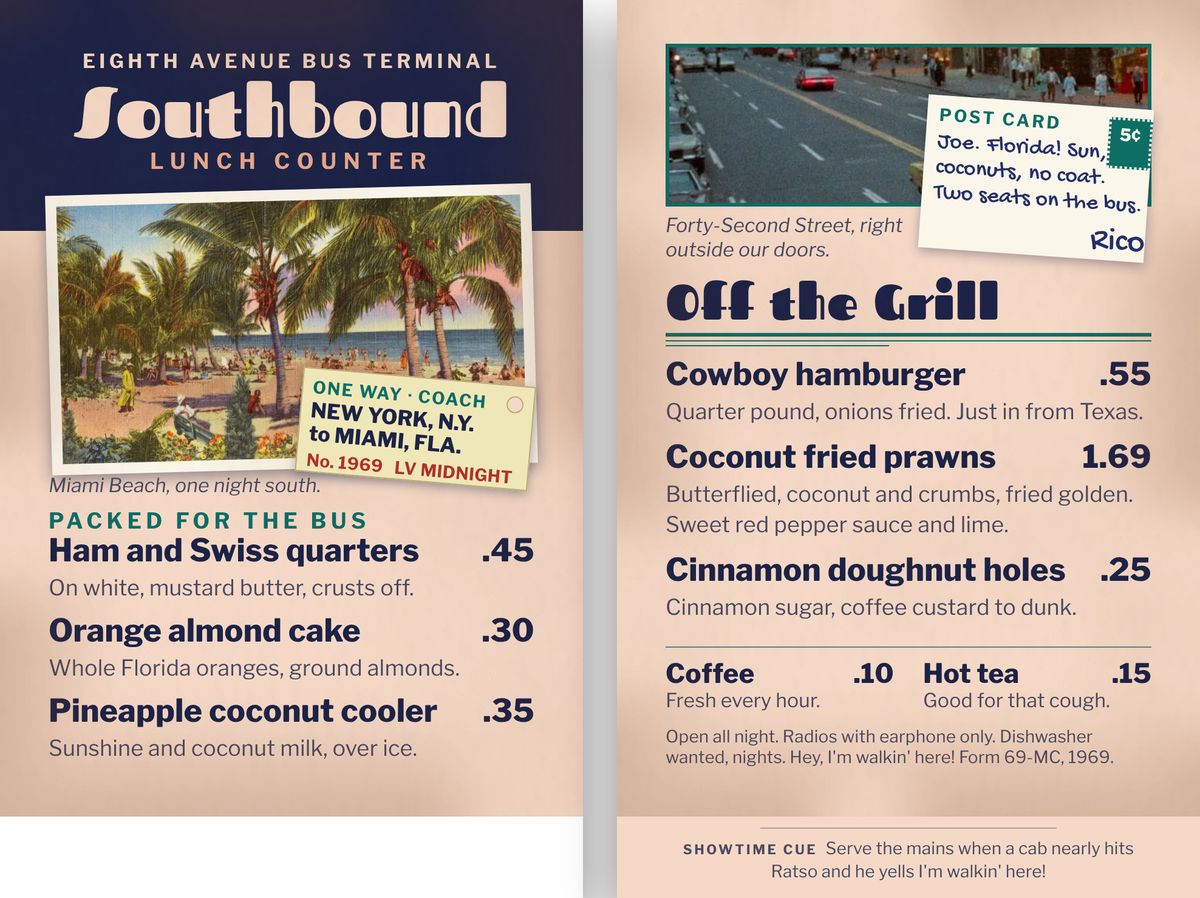 EIGHTH AVENUE BUS TERMINAL
Southbound
LUNCH COUNTER
ONE WAY · COACH
NEW YORK, N.Y.
to MIAMI, FLA.
No. 1969 LV MIDNIGHT
Miami Beach, one night south.
PACKED FOR THE BUS
Ham and Swiss quarters .45
On white, mustard butter, crusts off.
Orange almond cake .30
Whole Florida oranges, ground almonds.
Pineapple coconut cooler .35
Sunshine and coconut milk, over ice.
POST CARD
5¢
Joe. Florida! Sun,
coconuts, no coat.
Two seats on the bus.
Rico
Forty-Second Street, right
outside our doors.
Off the Grill
Cowboy hamburger .55
Quarter pound, onions fried. Just in from Texas.
Coconut fried prawns 1.69
Butterflied, coconut and crumbs, fried golden.
Sweet red pepper sauce and lime.
Cinnamon doughnut holes .25
Cinnamon sugar, coffee custard to dunk.
Coffee .10
Fresh every hour.
Hot tea .15
Good for that cough.
Open all night. Radios with earphone only. Dishwasher
wanted, nights. Hey, I'm walkin' here! Form 69-MC, 1969.
SHOWTIME CUE Serve the mains when a cab nearly hits
Ratso and he yells I'm walkin' here!